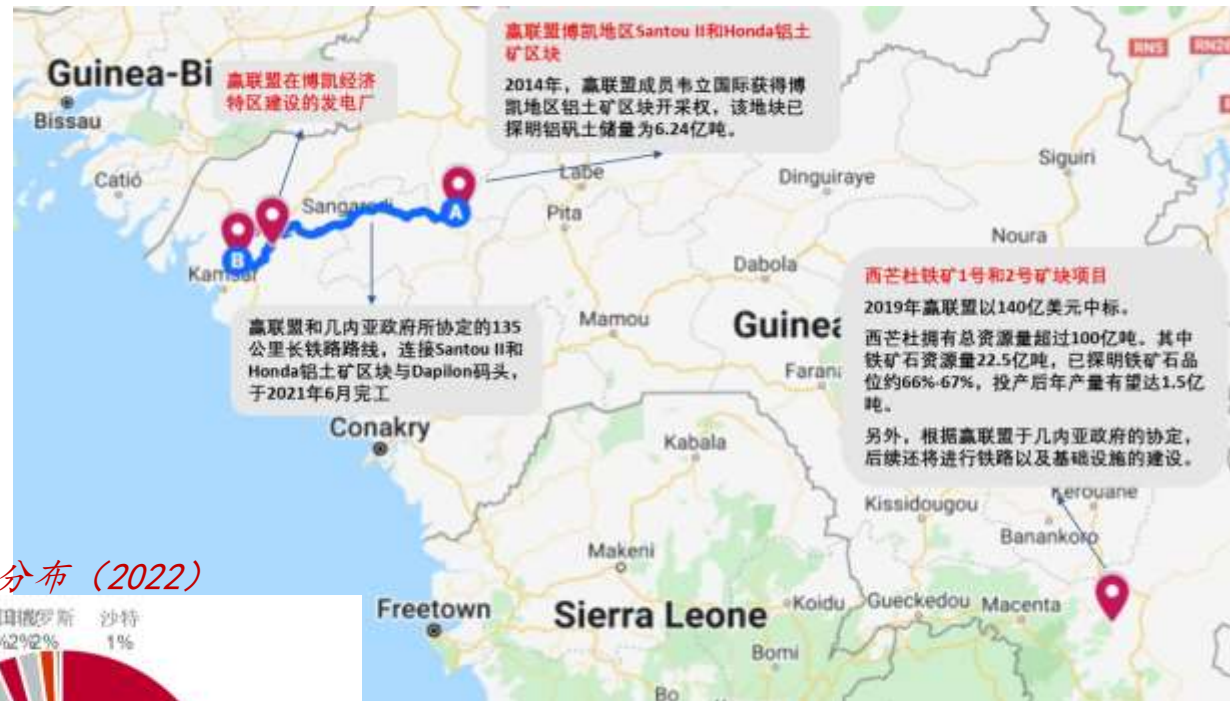 Guinea-Bi
Bissau
Catió
赢联盟在博凯经济
特区建设的发电厂
赢联盟博凯地区Santou II和Honda铝土
矿区块
2014年，赢联盟成员韦立国际获得博
凯地区铝土矿区块开采权，该地块已
探明铝矾土储量为6.24亿吨。
RN5
Labe
Dinguiraye
Siguiri
Pita
A
B
Noura
Dabola
Mamou
Guinea
赢联盟和几内亚政府所协定的135
公里长铁路路线，连接Santou II和
Honda铝土矿区块与Dapilon码头，
于2021年6月完工
西芒杜铁矿1号和2号矿块项目
2019年赢联盟以140亿美元中标。
西芒杜拥有总资源量超过100亿吨。其中
铁矿石资源量22.5亿吨，已探明铁矿石品
位约66%-67%，投产后年产量有望达1.5亿
吨。
另外，根据赢联盟于几内亚政府的协定，
后续还将进行铁路以及基础设施的建设。
Conakry
Kabala
Kissidougou
Kerouane
Banankoro
Makeni
Freetown
Sierra Leone
Koidu
Gueckedou
Macenta
Bomi
Bo
分布（2022）
罗斯
沙特
2%
1%